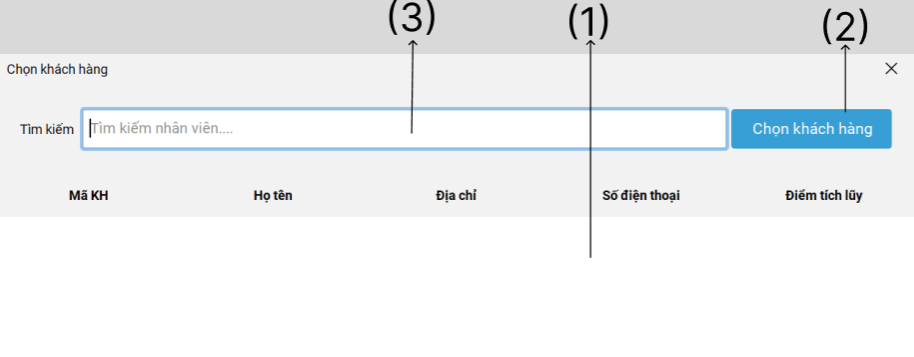 (3)
(1)
(2)
Chọn khách hàng
Tìm kiếm
Tìm kiếm nhân viên....
Chọn khách hàng
Mã KH
Họ tên
Địa chỉ
Số điện thoại
Điểm tích lũy